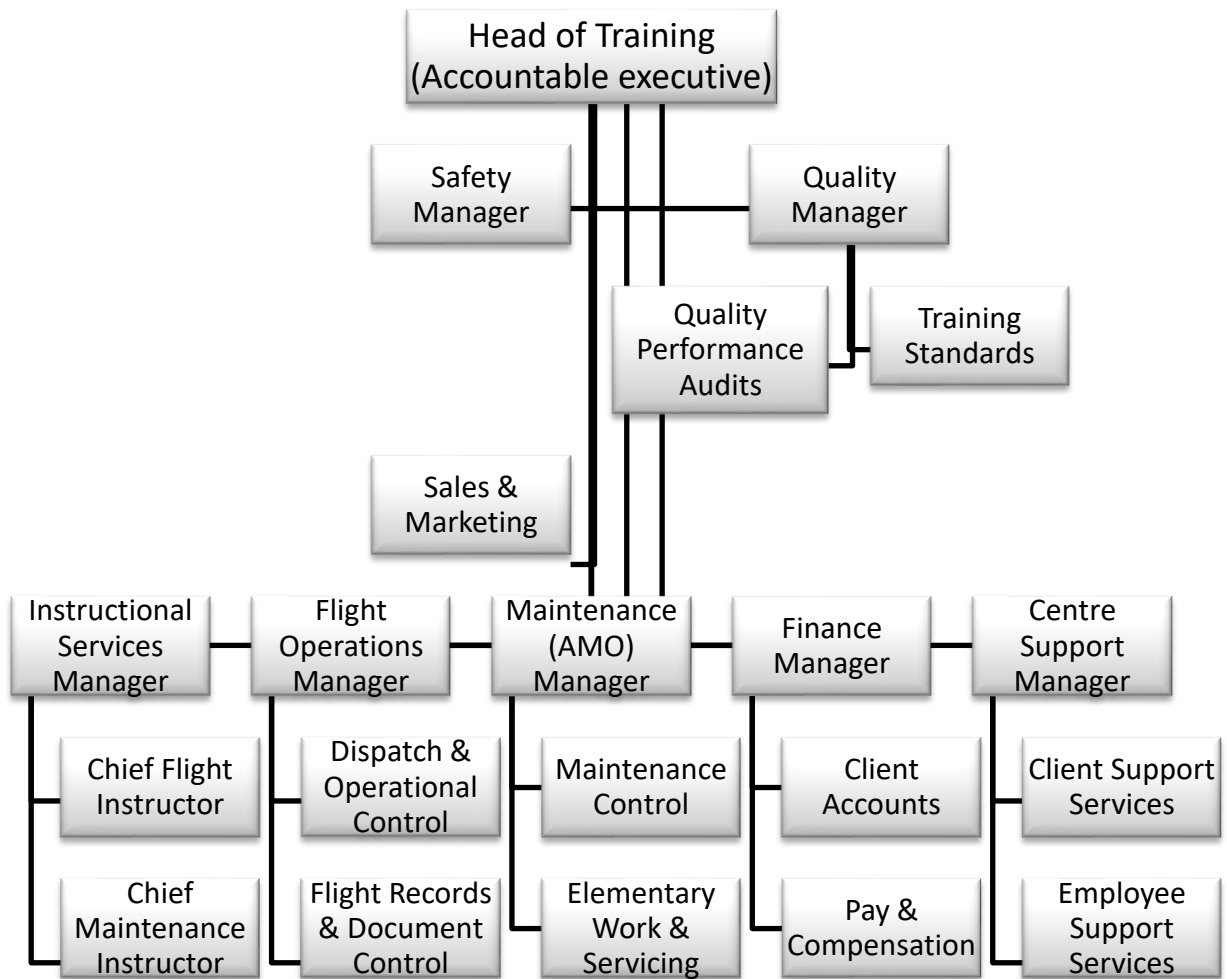 Head of Training
(Accountable executive)
Safety
Manager
Quality
Manager
Quality
Performance
Audits
Training
Standards
Sales &
Marketing
Instructional
Services
Manager
Flight
Operations
Manager
Maintenance
(AMO)
Manager
Finance
Manager
Centre
Support
Manager
Chief Flight
Instructor
Dispatch &
Operational
Control
Maintenance
Control
Client
Accounts
Client Support
Services
Chief
Maintenance
Instructor
Flight Records
& Document
Control
Elementary
Work &
Servicing
Pay &
Compensation
Employee
Support
Services